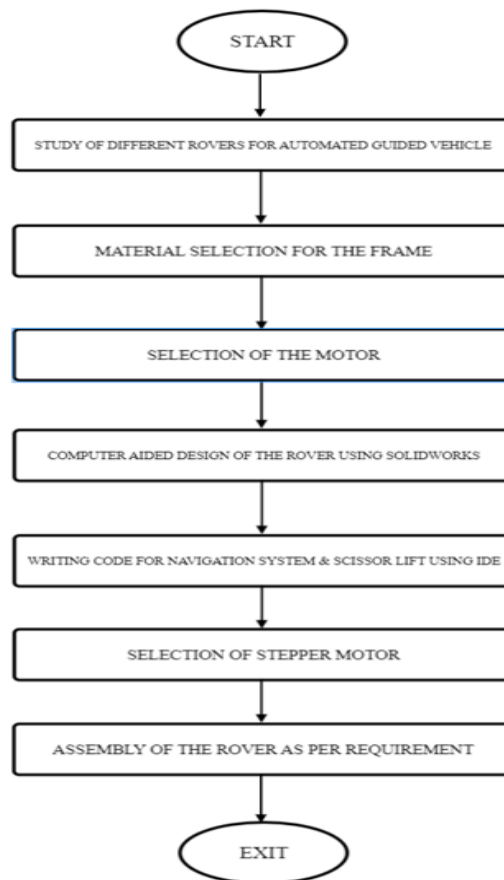 START
STUDY OF DIFFERENT ROVERS FOR AUTOMATED GUIDED VEHICLE
MATERIAL SELECTION FOR THE FRAME
SELECTION OF THE MOTOR
COMPUTER AIDED DESIGN OF THE ROVER USING SOLIDWORKS
WRITING CODE FOR NAVIGATION SYSTEM & SCISSOR LIFT USING IDE
SELECTION OF STEPPER MOTOR
ASSEMBLY OF THE ROVER AS PER REQUIREMENT
EXIT